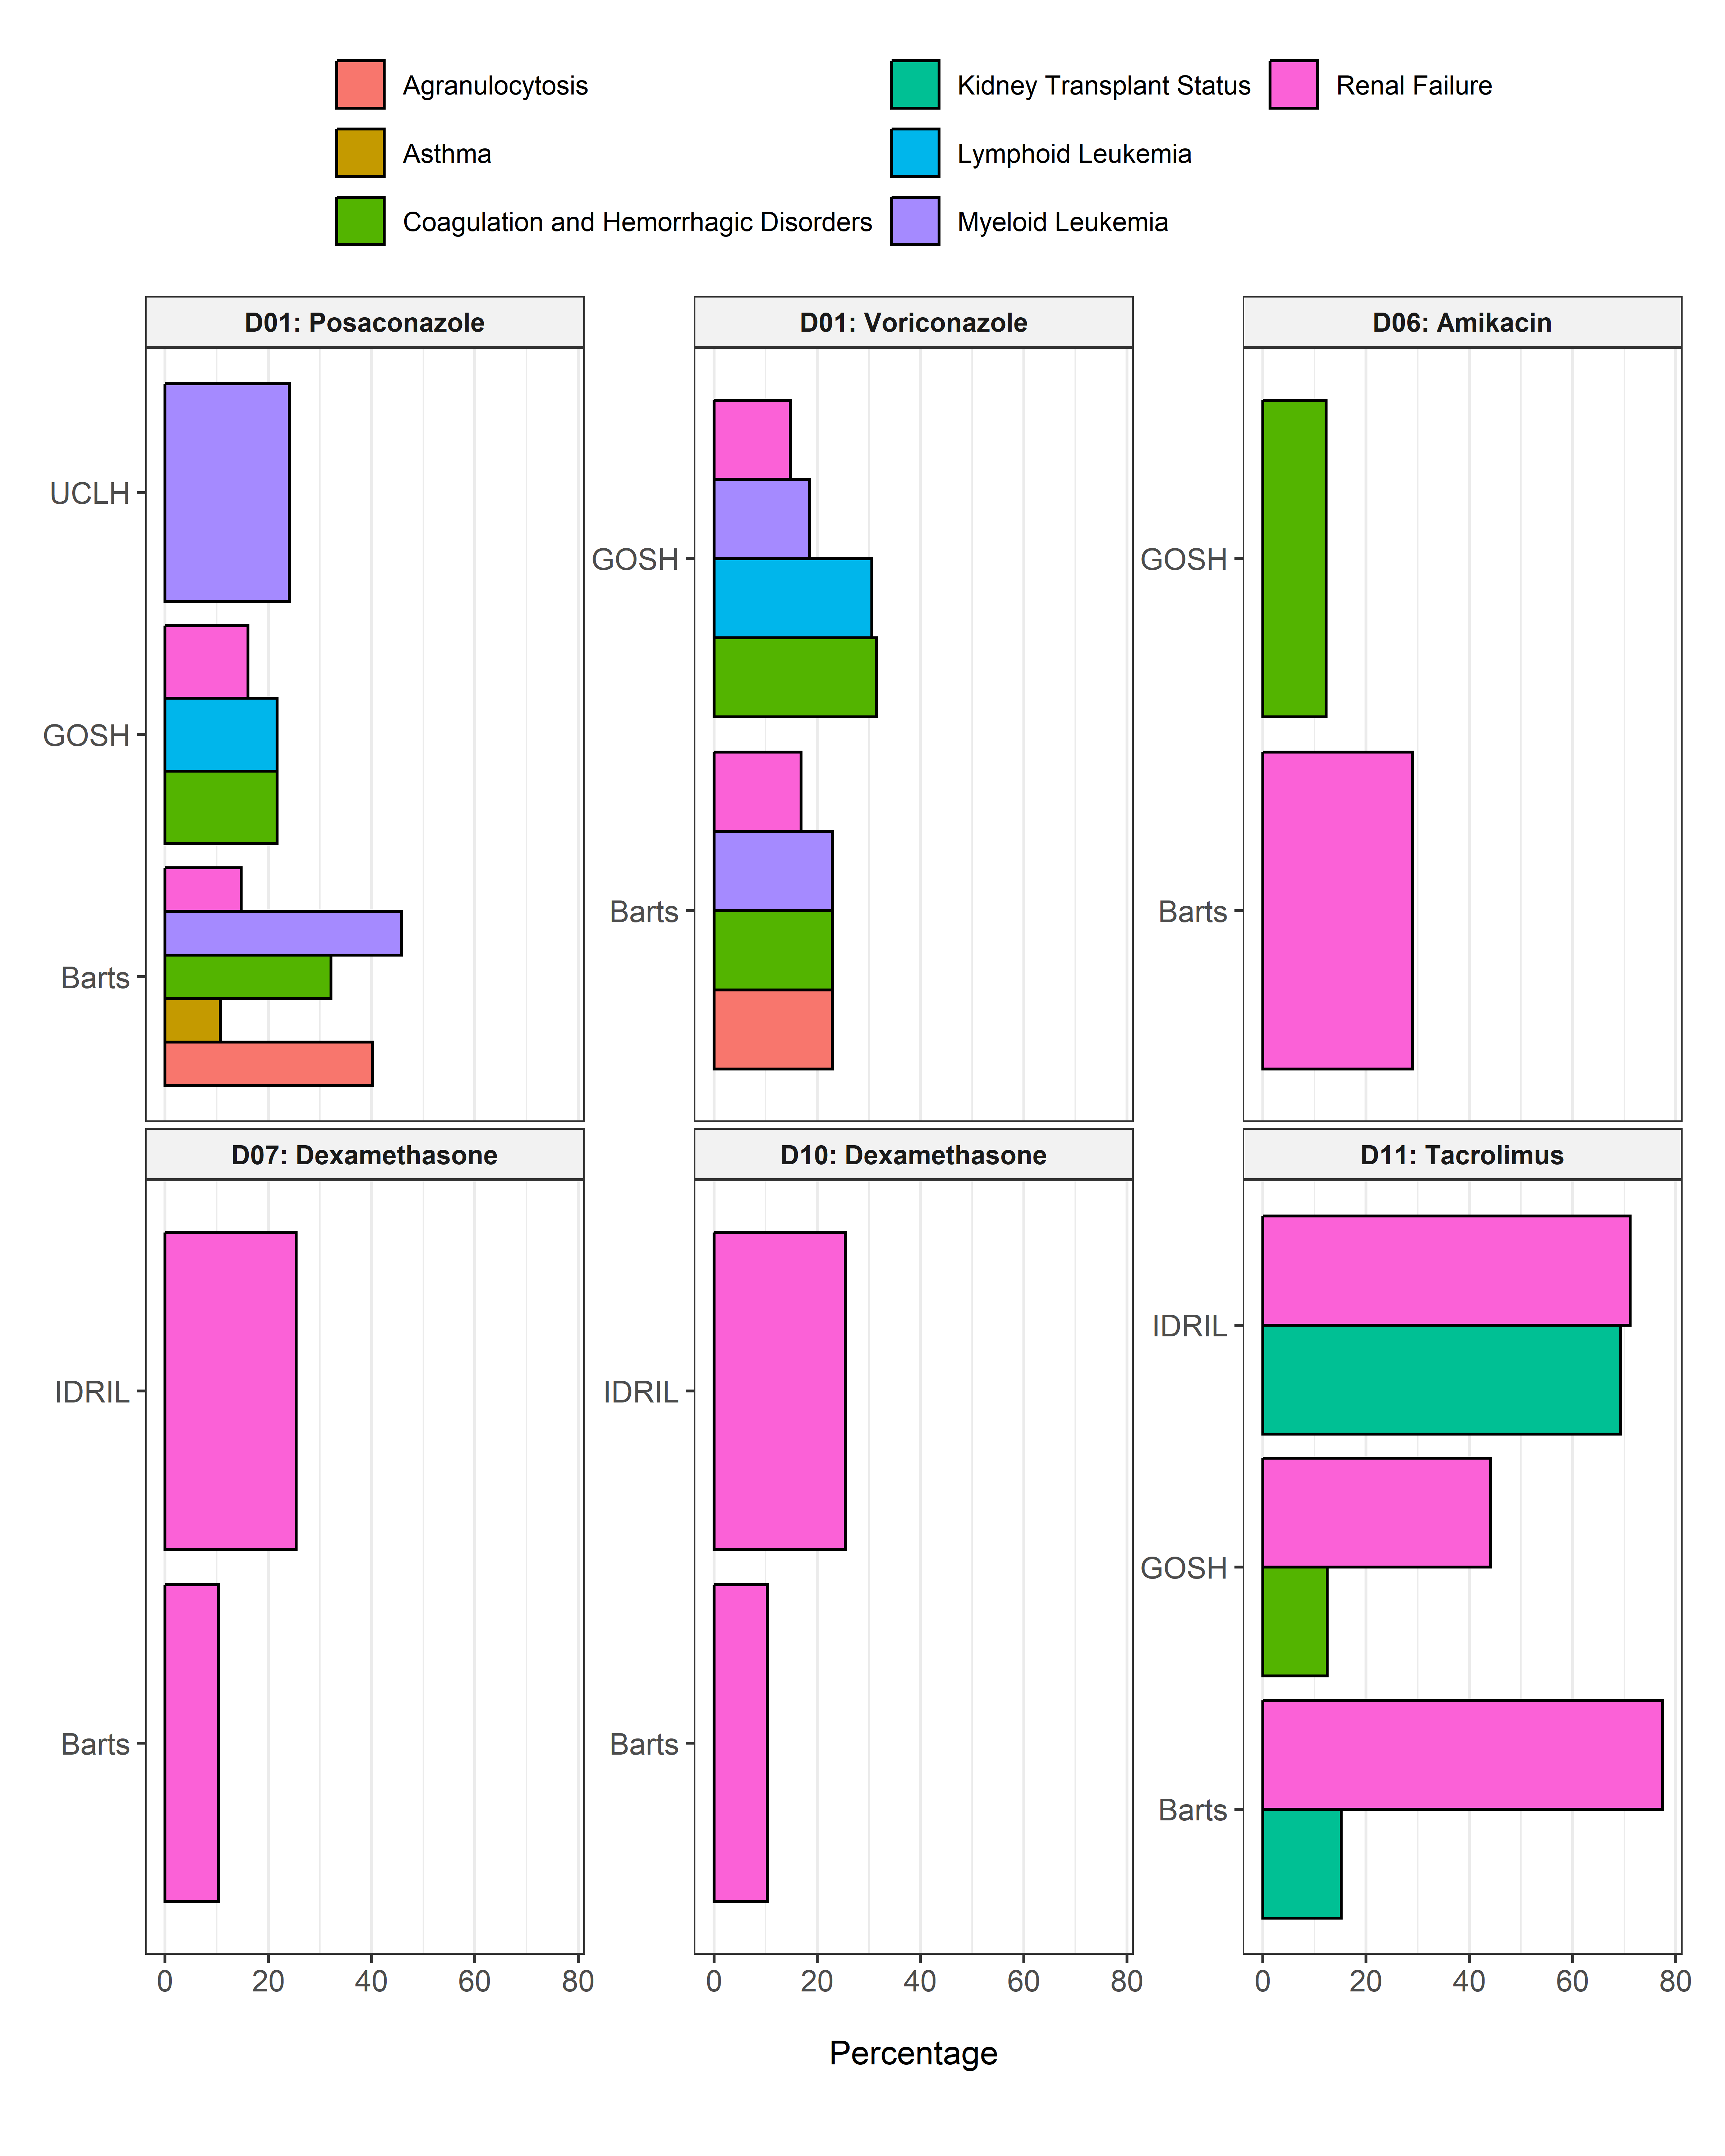 Agranulocytosis
Kidney Transplant Status
Renal Failure
Asthma
Lymphoid Leukemia
Coagulation and Hemorrhagic Disorders
Myeloid Leukemia
D01: Posaconazole
UCLH
GOSH
Barts
D01: Voriconazole
GOSH
Barts
D06: Amikacin
GOSH
Barts
D07: Dexamethasone
IDRIL
Barts
0 20 40 60 80
D10: Dexamethasone
IDRIL
Barts
0 20 40 60 80
D11: Tacrolimus
IDRIL
GOSH
Barts
0 20 40 60 80
Percentage